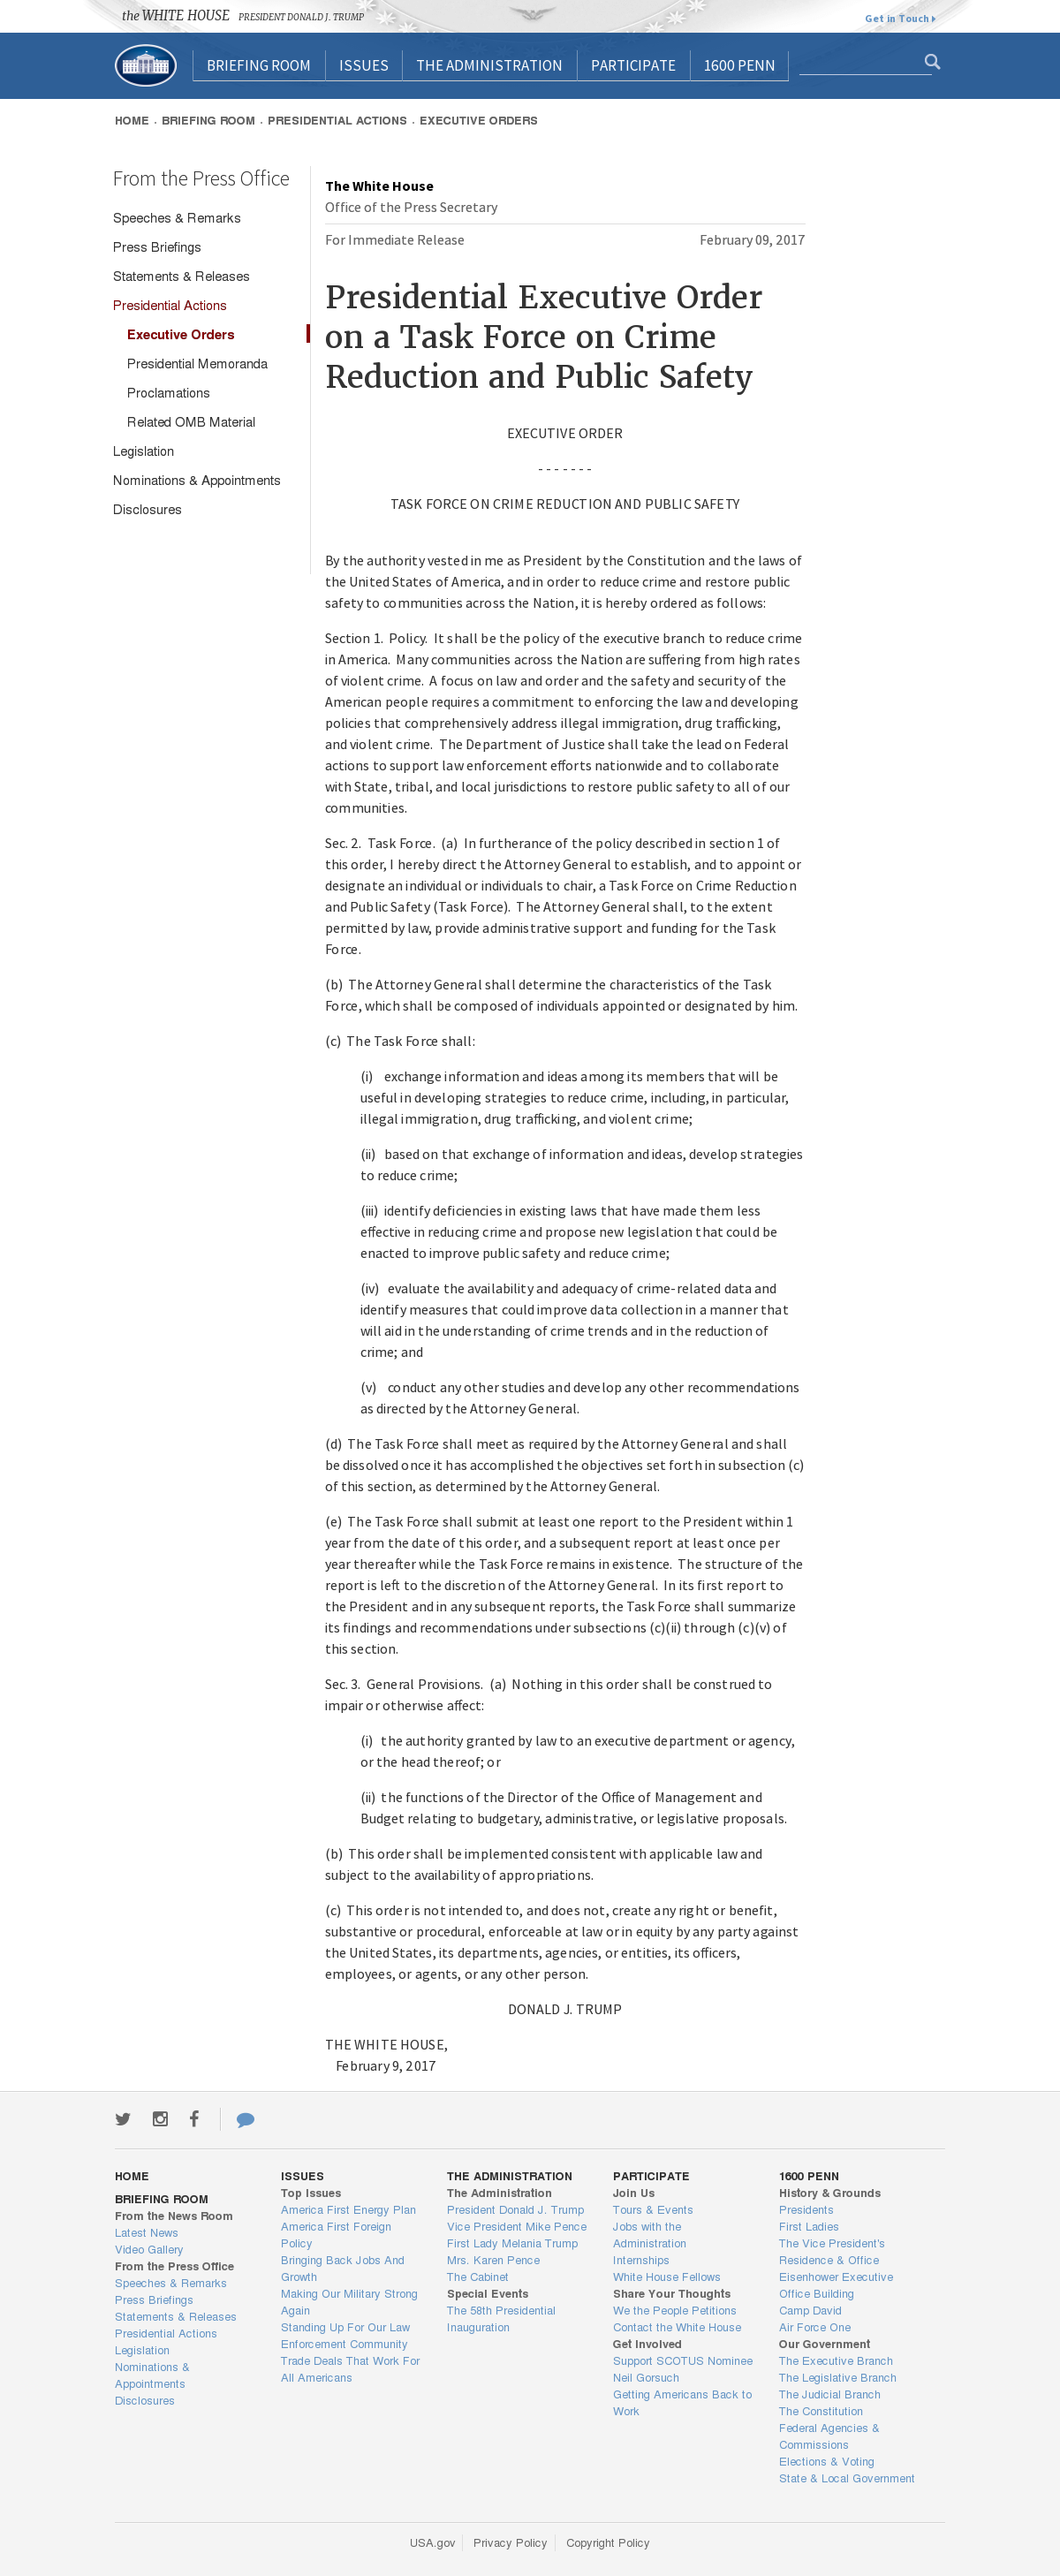 the WHITE HOUSE PRESIDENT DONALD J. TRUMP
Get in Touch
BRIEFING ROOM
ISSUES
THE ADMINISTRATION
PARTICIPATE
1600 PENN
HOME · BRIEFING ROOM · PRESIDENTIAL ACTIONS · EXECUTIVE ORDERS
From the Press Office
Speeches & Remarks
Press Briefings
Statements & Releases
Presidential Actions
Executive Orders
Presidential Memoranda
Proclamations
Related OMB Material
Legislation
Nominations & Appointments
Disclosures
The White House
Office of the Press Secretary
For Immediate Release
February 09, 2017
Presidential Executive Order
on a Task Force on Crime
Reduction and Public Safety
EXECUTIVE ORDER
- - - - - - -
TASK FORCE ON CRIME REDUCTION AND PUBLIC SAFETY
By the authority vested in me as President by the Constitution and the laws of
the United States of America, and in order to reduce crime and restore public
safety to communities across the Nation, it is hereby ordered as follows:
Section 1. Policy. It shall be the policy of the executive branch to reduce crime
in America. Many communities across the Nation are suffering from high rates
of violent crime. A focus on law and order and the safety and security of the
American people requires a commitment to enforcing the law and developing
policies that comprehensively address illegal immigration, drug trafficking,
and violent crime. The Department of Justice shall take the lead on Federal
actions to support law enforcement efforts nationwide and to collaborate
with State, tribal, and local jurisdictions to restore public safety to all of our
communities.
Sec. 2. Task Force. (a) In furtherance of the policy described in section 1 of
this order, I hereby direct the Attorney General to establish, and to appoint or
designate an individual or individuals to chair, a Task Force on Crime Reduction
and Public Safety (Task Force). The Attorney General shall, to the extent
permitted by law, provide administrative support and funding for the Task
Force.
(b) The Attorney General shall determine the characteristics of the Task
Force, which shall be composed of individuals appointed or designated by him.
(c) The Task Force shall:
(i) exchange information and ideas among its members that will be
useful in developing strategies to reduce crime, including, in particular,
illegal immigration, drug trafficking, and violent crime;
(ii) based on that exchange of information and ideas, develop strategies
to reduce crime;
(iii) identify deficiencies in existing laws that have made them less
effective in reducing crime and propose new legislation that could be
enacted to improve public safety and reduce crime;
(iv) evaluate the availability and adequacy of crime-related data and
identify measures that could improve data collection in a manner that
will aid in the understanding of crime trends and in the reduction of
crime; and
(v) conduct any other studies and develop any other recommendations
as directed by the Attorney General.
(d) The Task Force shall meet as required by the Attorney General and shall
be dissolved once it has accomplished the objectives set forth in subsection (c)
of this section, as determined by the Attorney General.
(e) The Task Force shall submit at least one report to the President within 1
year from the date of this order, and a subsequent report at least once per
year thereafter while the Task Force remains in existence. The structure of the
report is left to the discretion of the Attorney General. In its first report to
the President and in any subsequent reports, the Task Force shall summarize
its findings and recommendations under subsections (c)(ii) through (c)(v) of
this section.
Sec. 3. General Provisions. (a) Nothing in this order shall be construed to
impair or otherwise affect:
(i) the authority granted by law to an executive department or agency,
or the head thereof; or
(ii) the functions of the Director of the Office of Management and
Budget relating to budgetary, administrative, or legislative proposals.
(b) This order shall be implemented consistent with applicable law and
subject to the availability of appropriations.
(c) This order is not intended to, and does not, create any right or benefit,
substantive or procedural, enforceable at law or in equity by any party against
the United States, its departments, agencies, or entities, its officers,
employees, or agents, or any other person.
DONALD J. TRUMP
THE WHITE HOUSE,
February 9, 2017
HOME
BRIEFING ROOM
From the News Room
Latest News
Video Gallery
From the Press Office
Speeches & Remarks
Press Briefings
Statements & Releases
Presidential Actions
Legislation
Nominations &
Appointments
Disclosures
ISSUES
Top Issues
America First Energy Plan
America First Foreign
Policy
Bringing Back Jobs And
Growth
Making Our Military Strong
Again
Standing Up For Our Law
Enforcement Community
Trade Deals That Work For
All Americans
THE ADMINISTRATION
The Administration
President Donald J. Trump
Vice President Mike Pence
First Lady Melania Trump
Mrs. Karen Pence
The Cabinet
Special Events
The 58th Presidential
Inauguration
PARTICIPATE
Join Us
Tours & Events
Jobs with the
Administration
Internships
White House Fellows
Share Your Thoughts
We the People Petitions
Contact the White House
Get Involved
Support SCOTUS Nominee
Neil Gorsuch
Getting Americans Back to
Work
1600 PENN
History & Grounds
Presidents
First Ladies
The Vice President's
Residence & Office
Eisenhower Executive
Office Building
Camp David
Air Force One
Our Government
The Executive Branch
The Legislative Branch
The Judicial Branch
The Constitution
Federal Agencies &
Commissions
Elections & Voting
State & Local Government
USA.gov
Privacy Policy
Copyright Policy